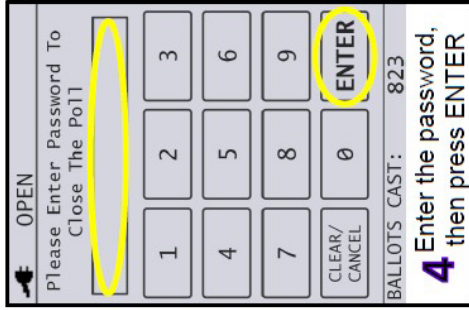 OPEN
Please Enter Password To
Close The Poll
1 2 3
4 5 6
7 8 9
CLEAR/
CANCEL
0 ENTER
BALLOTS CAST: 823
4 Enter the password,
then press ENTER